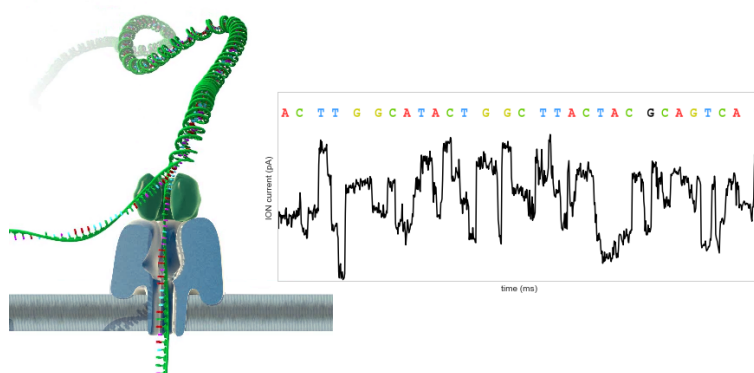 A C T T G G C A T A C T G G C T T A C T A C G C A G T C A
ION current (pA)
time (ms)